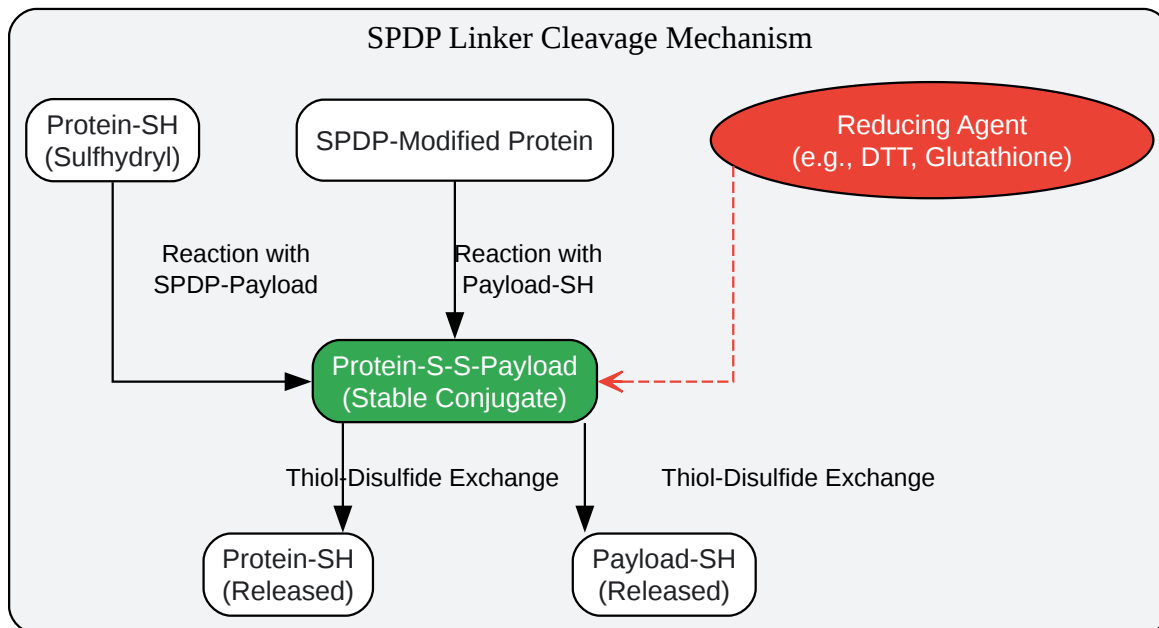 SPDP Linker Cleavage Mechanism
Protein-SH
(Sulfhydryl)
SPDP-Modified Protein
Reducing Agent
(e.g., DTT, Glutathione)
Reaction with
SPDP-Payload
Reaction with
Payload-SH
Protein-S-S-Payload
(Stable Conjugate)
Thiol-Disulfide Exchange
Thiol-Disulfide Exchange
Protein-SH
(Released)
Payload-SH
(Released)